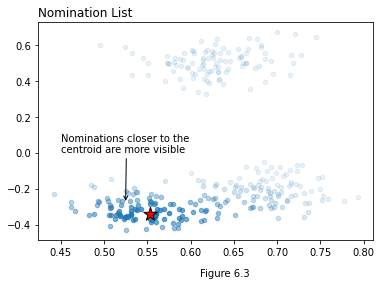 Nomination List
0.6
0.4
0.2
0.0
−0.2
−0.4
Nominations closer to the
centroid are more visible
0.45 0.50 0.55 0.60 0.65 0.70 0.75 0.80
Figure 6.3